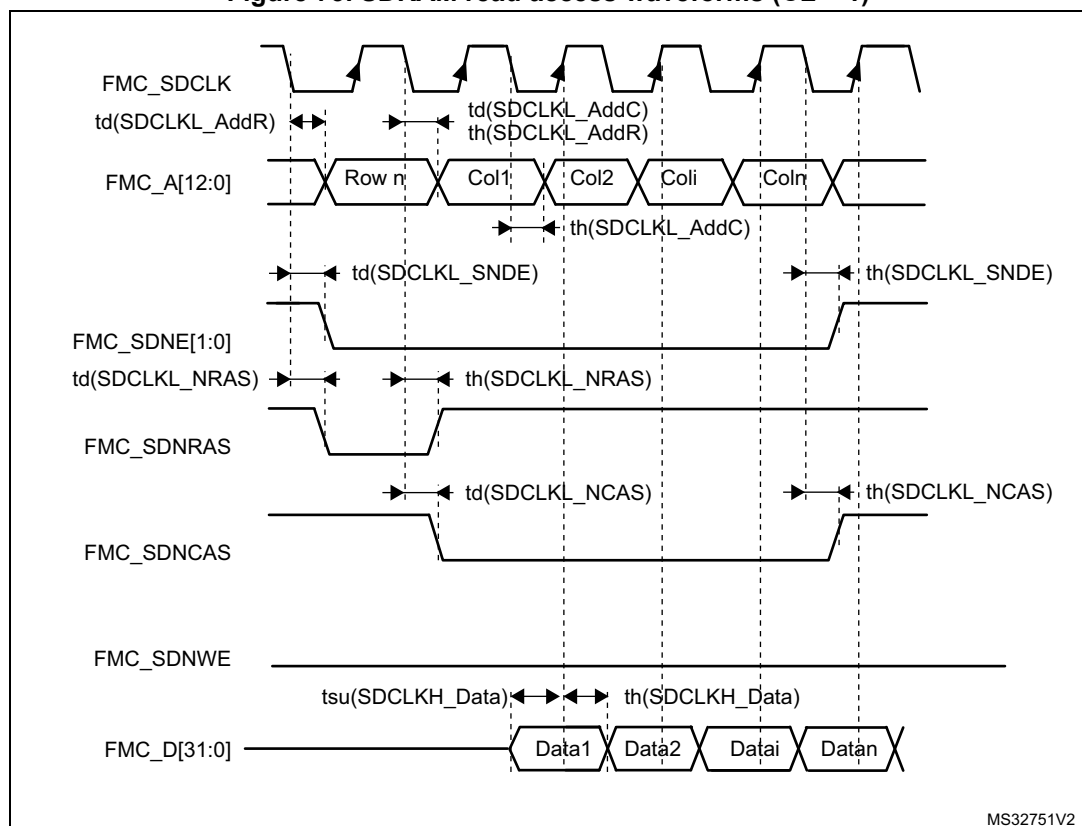 FMC_SDCLK
td(SDCLKL_AddR)
td(SDCLKL_AddC)
th(SDCLKL_AddR)
FMC_A[12:0]
Row n
Col1
Col2
Coli
Coln
th(SDCLKL_AddC)
td(SDCLKL_SNDE)
th(SDCLKL_SNDE)
FMC_SDNE[1:0]
td(SDCLKL_NRAS)
th(SDCLKL_NRAS)
FMC_SDNRAS
td(SDCLKL_NCAS)
th(SDCLKL_NCAS)
FMC_SDNCAS
FMC_SDNWE
tsu(SDCLKH_Data)
th(SDCLKH_Data)
FMC_D[31:0]
Data1
Data2
Datai
Datan
MS32751V2